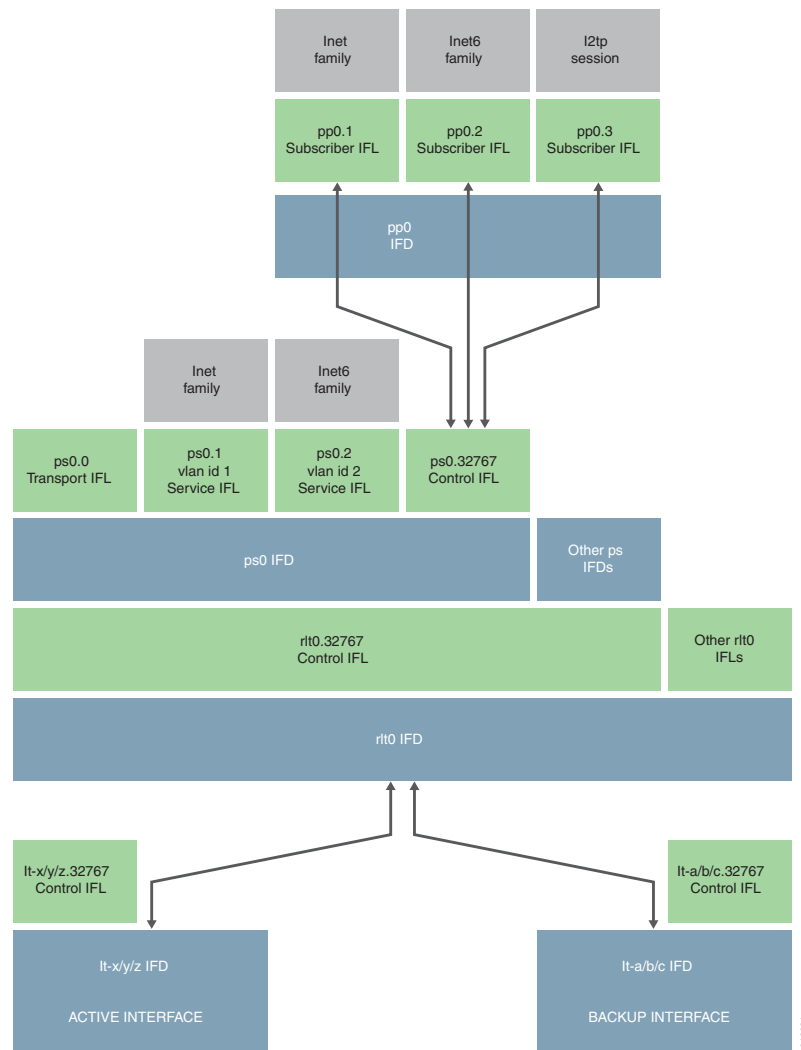 Inet
family
Inet6
family
l2tp
session
pp0.1
Subscriber IFL
pp0.2
Subscriber IFL
pp0.3
Subscriber IFL
pp0
IFD
Inet
family
Inet6
family
ps0.0
Transport IFL
ps0.1
vlan id 1
Service IFL
ps0.2
vlan id 2
Service IFL
ps0.32767
Control IFL
ps0 IFD
Other ps
IFDs
rlt0.32767
Control IFL
Other rlt0
IFLs
rlt0 IFD
lt-x/y/z.32767
Control IFL
lt-a/b/c.32767
Control IFL
lt-x/y/z IFD
ACTIVE INTERFACE
lt-a/b/c IFD
BACKUP INTERFACE